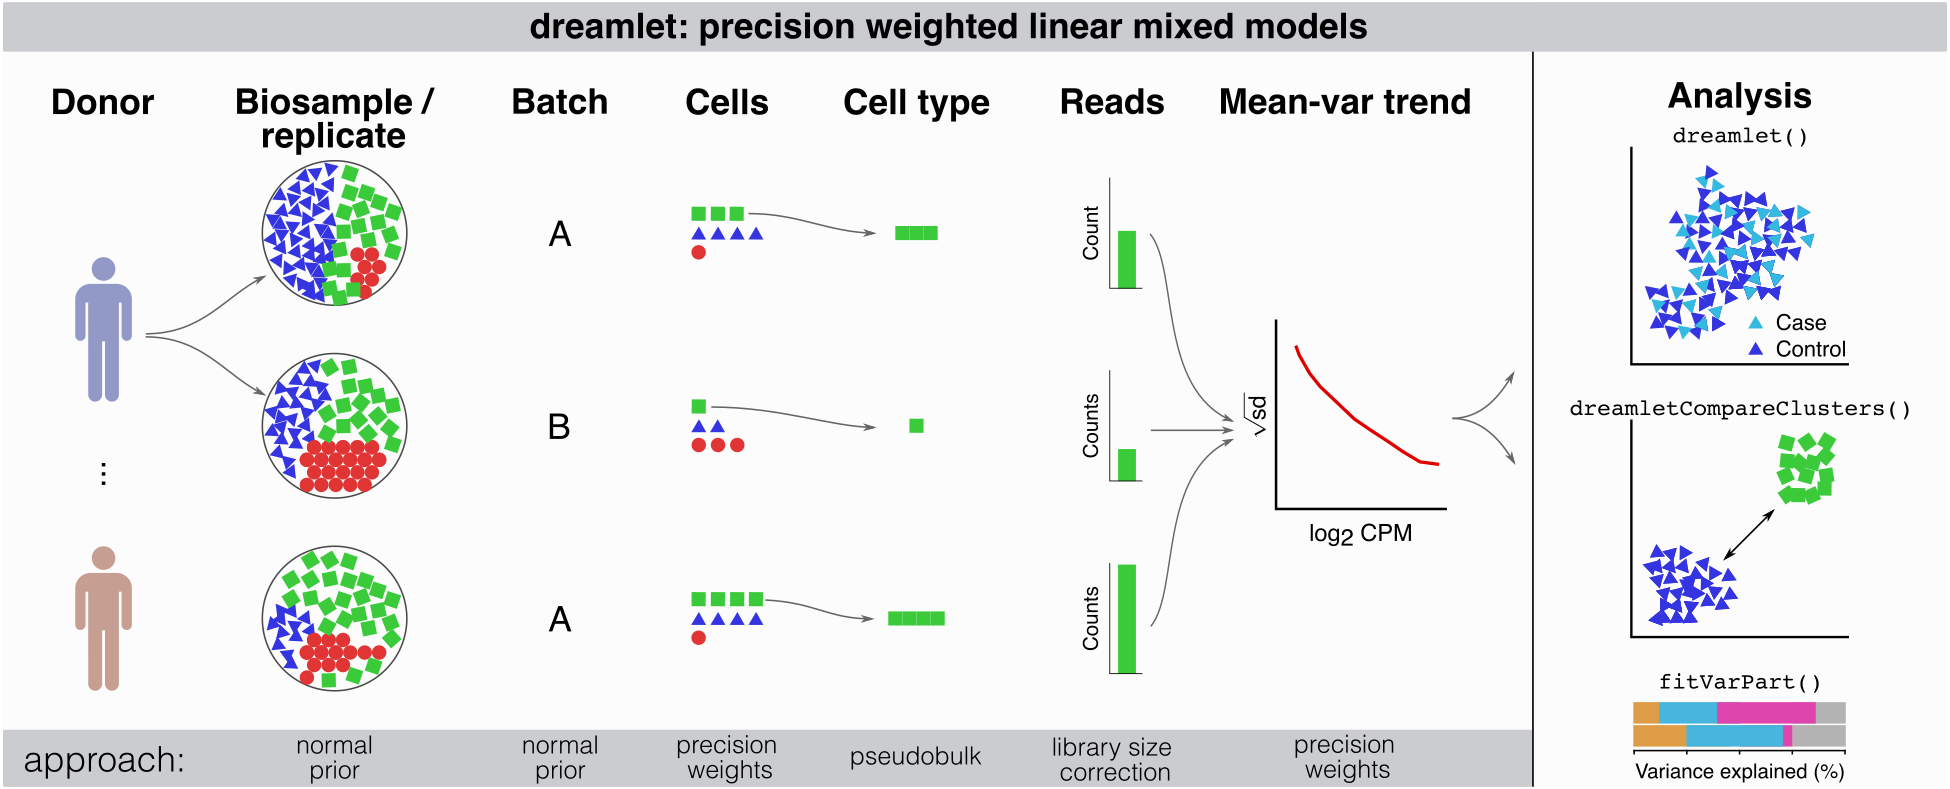 dreamlet: precision weighted linear mixed models
Donor
Biosample /
replicate
Batch
Cells
Cell type
Reads
Mean-var trend
Analysis
dreamlet()
A
Count
Case
Control
B
Counts
√sd
log2 CPM
dreamletCompareClusters()
...
A
Counts
fitVarPart()
Variance explained (%)
approach:
normal
prior
normal
prior
precision
weights
pseudobulk
library size
correction
precision
weights